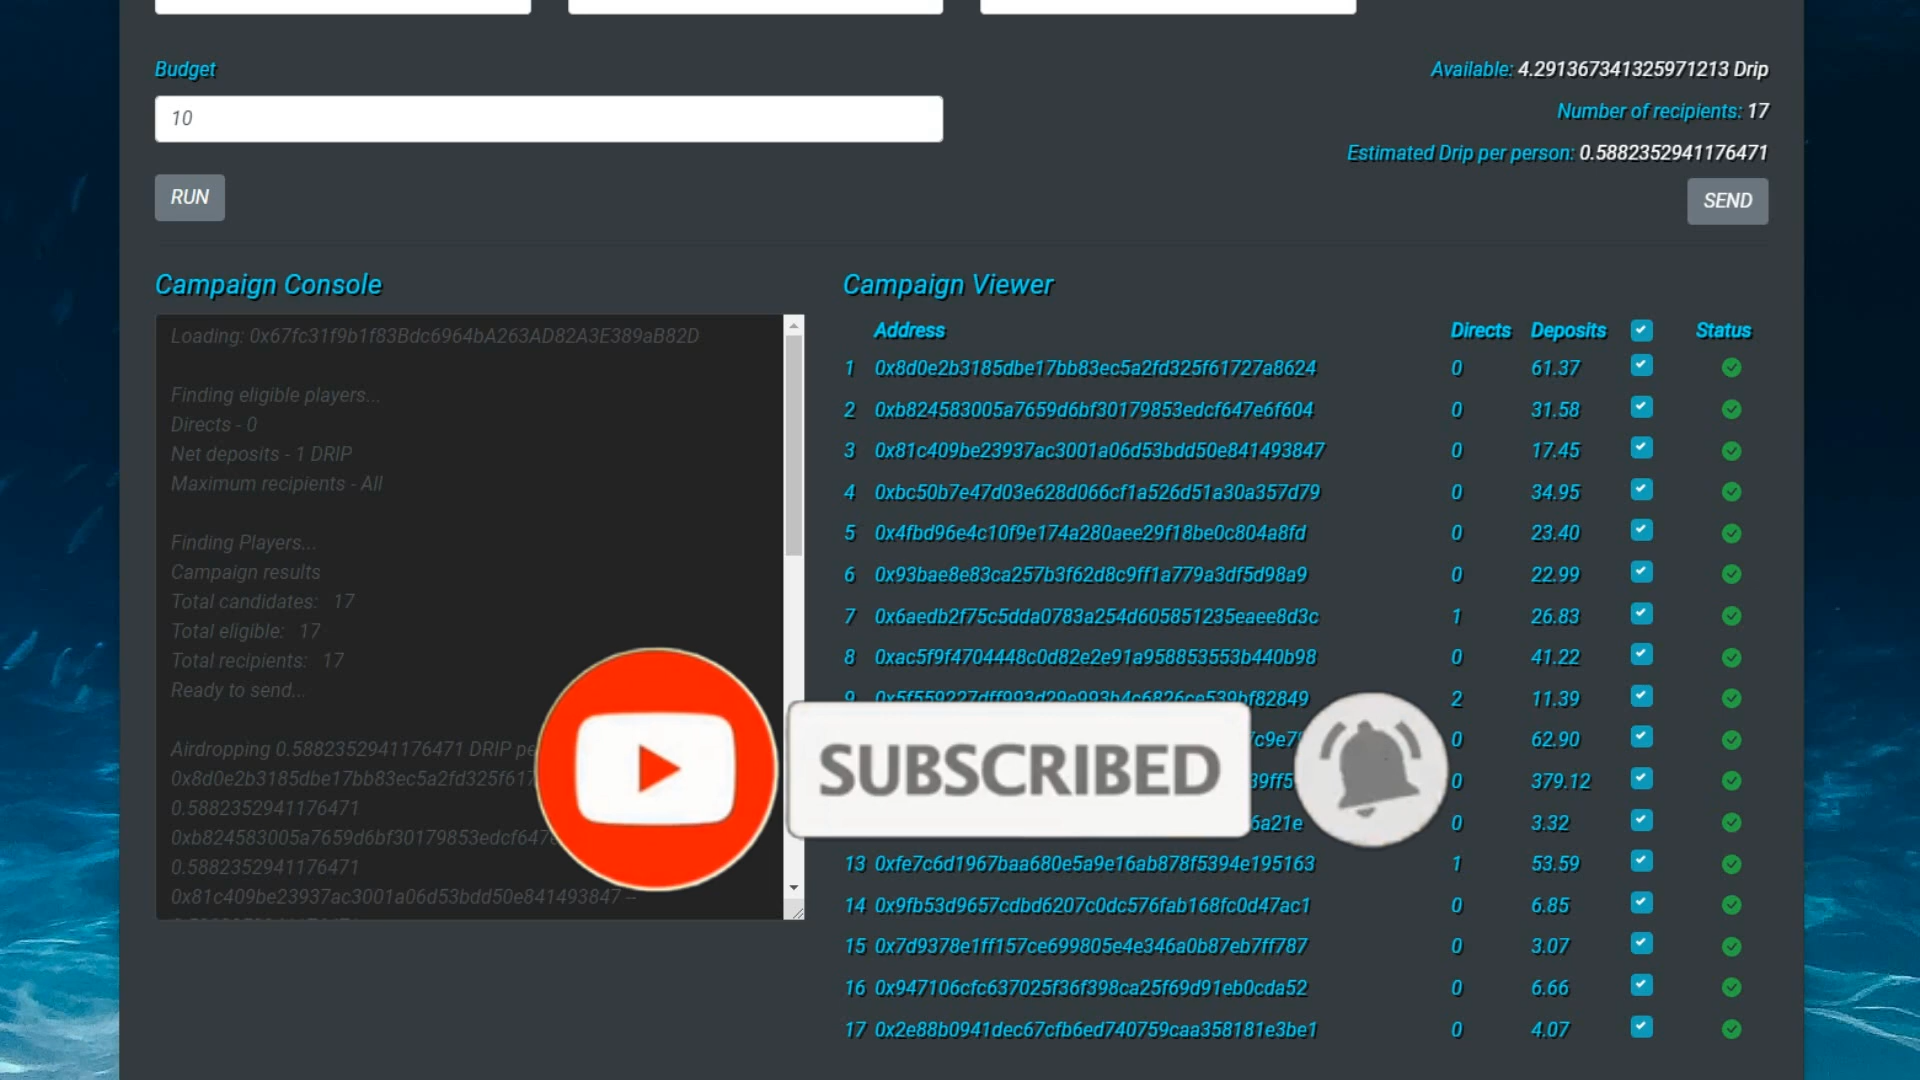 Budget
10
RUN
Available: 4.291367341325971213 Drip
Number of recipients: 17
Estimated Drip per person: 0.5882352941176471
SEND
Campaign Console
Loading: 0x67fc31f9b1f83Bdc6964bA263AD82A3E389aB82D
Finding eligible players...
Directs - 0
Net deposits - 1 DRIP
Maximum recipients - All
Finding Players...
Campaign results
Total candidates: 17
Total eligible: 17
Total recipients: 17
Ready to send...
Airdropping 0.5882352941176471 DRIP pe
0x8d0e2b3185dbe17bb83ec5a2fd325f617
0.5882352941176471
0xb824583005a7659d6bf30179853edcf647
0.5882352941176471
0x81c409be23937ac3001a06d53bdd50e841493847 --
Campaign Viewer
Address Directs Deposits Status
1 0x8d0e2b3185dbe17bb83ec5a2fd325f61727a8624 0 61.37
2 0xb824583005a7659d6bf30179853edcf647e6f604 0 31.58
3 0x81c409be23937ac3001a06d53bdd50e841493847 0 17.45
4 0xbc50b7e47d03e628d066cf1a526d51a30a357d79 0 34.95
5 0x4fbd96e4c10f9e174a280aee29f18be0c804a8fd 0 23.40
6 0x93bae8e83ca257b3f62d8c9ff1a779a3df5d98a9 0 22.99
7 0x6aedb2f75c5dda0783a254d605851235eaee8d3c 1 26.83
8 0xac5f9f4704448c0d82e2e91a958853553b440b98 0 41.22
9 0x5f559227dff993d29e993b4c6826ce539bf82849 2 11.39
0 62.90
0 379.12
6a21e 0 3.32
13 0xfe7c6d1967baa680e5a9e16ab878f5394e195163 1 53.59
14 0x9fb53d9657cdbd6207c0dc576fab168fc0d47ac1 0 6.85
15 0x7d9378e1ff157ce699805e4e346a0b87eb7ff787 0 3.07
16 0x947106cfc637025f36f398ca25f69d91eb0cda52 0 6.66
17 0x2e88b0941dec67cfb6ed740759caa358181e3be1 0 4.07
SUBSCRIBED